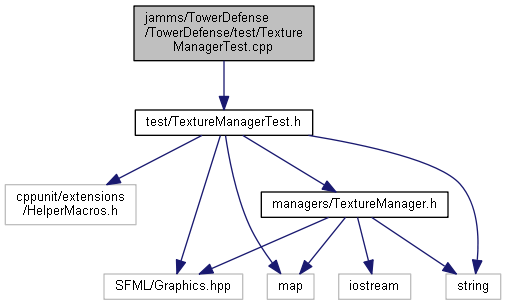 jamms/TowerDefense
/TowerDefense/test/Texture
ManagerTest.cpp
test/TextureManagerTest.h
cppunit/extensions
/HelperMacros.h
managers/TextureManager.h
SFML/Graphics.hpp
map
iostream
string